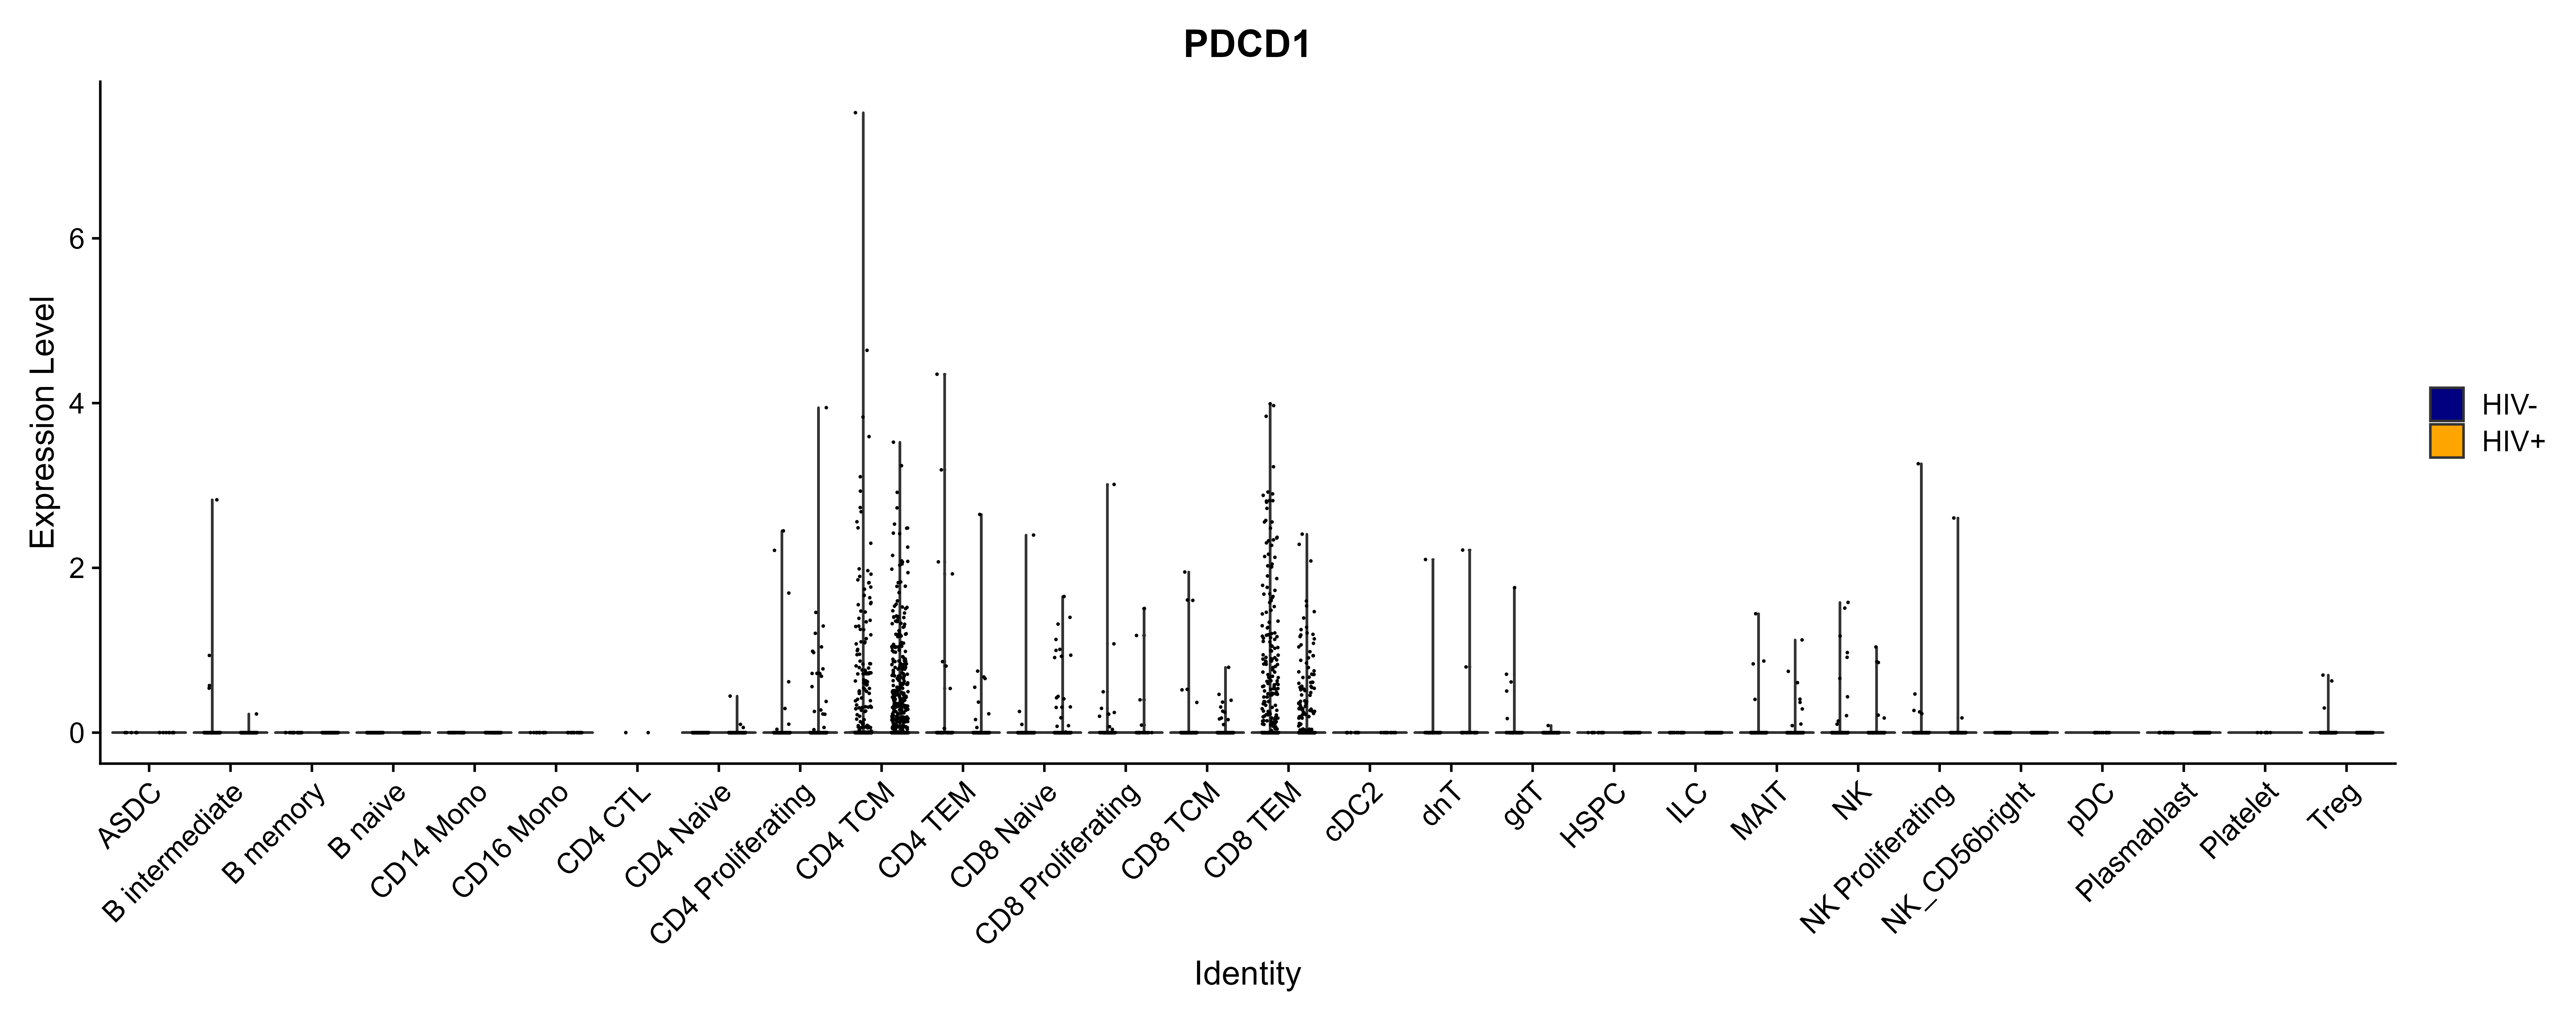 PDCD1
Expression Level
6
4
2
0
ASDC
B intermediate
B memory
B naive
CD14 Mono
CD16 Mono
CD4 CTL
CD4 Naive
CD4 Proliferating
CD4 TCM
CD4 TEM
CD8 Naive
CD8 Proliferating
CD8 TCM
CD8 TEM
cDC2
dnT
gdT
HSPC
ILC
MAIT
NK
NK Proliferating
NK_CD56bright
pDC
Plasmablast
Platelet
Treg
Identity
HIV-
HIV+